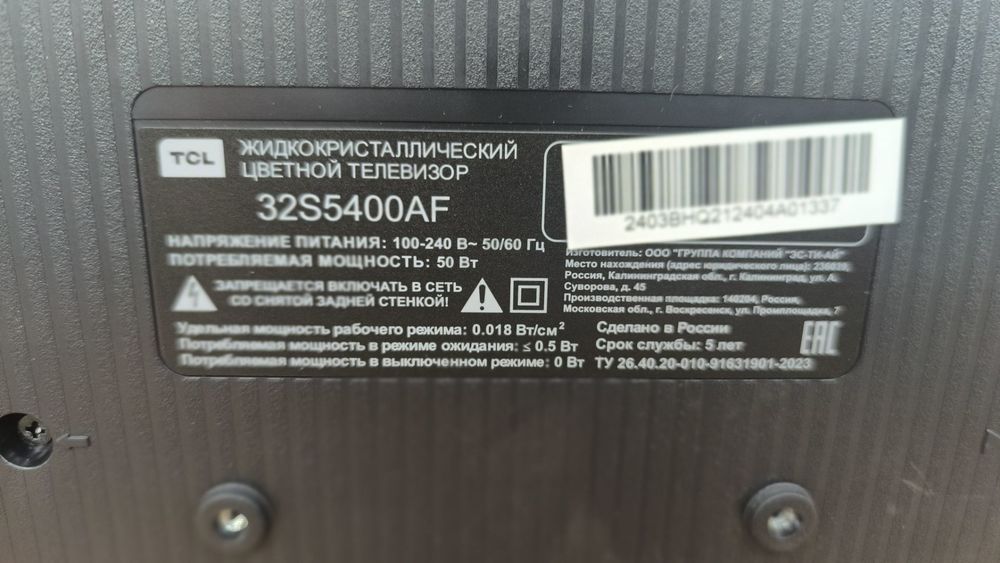 TCL
ЖИДКОКРИСТАЛЛИЧЕСКИЙ
ЦВЕТНОЙ ТЕЛЕВИЗОР
32S5400AF
НАПРЯЖЕНИЕ ПИТАНИЯ: 100-240 В~ 50/60 Гц
ПОТРЕБЛЯЕМАЯ МОЩНОСТЬ: 50 Вт
ЗАПРЕЩАЕТСЯ ВКЛЮЧАТЬ В СЕТЬ
СО СНЯТОЙ ЗАДНЕЙ СТЕНКОЙ!
Удельная мощность рабочего режима: 0.018 Вт/см²
Потребляемая мощность в режиме ожидания: ≤ 0.5 Вт
Потребляемая мощность в выключенном режиме: 0 Вт
2403BHQ212404A01337
Изготовитель: ООО "ГРУППА КОМПАНИЙ "ЭС-ТИ-АЙ"
Место нахождения (адрес юридического лица):
Россия, Калининградская обл., г. Калининград, ул. А.
Суворова, д. 45
Производственная площадка: 140204, Россия,
Московская обл., г. Воскресенск, ул. Промплощадка, 7
Сделано в России
Срок службы: 5 лет
ТУ 26.40.20-010-91631901-2023
EAC